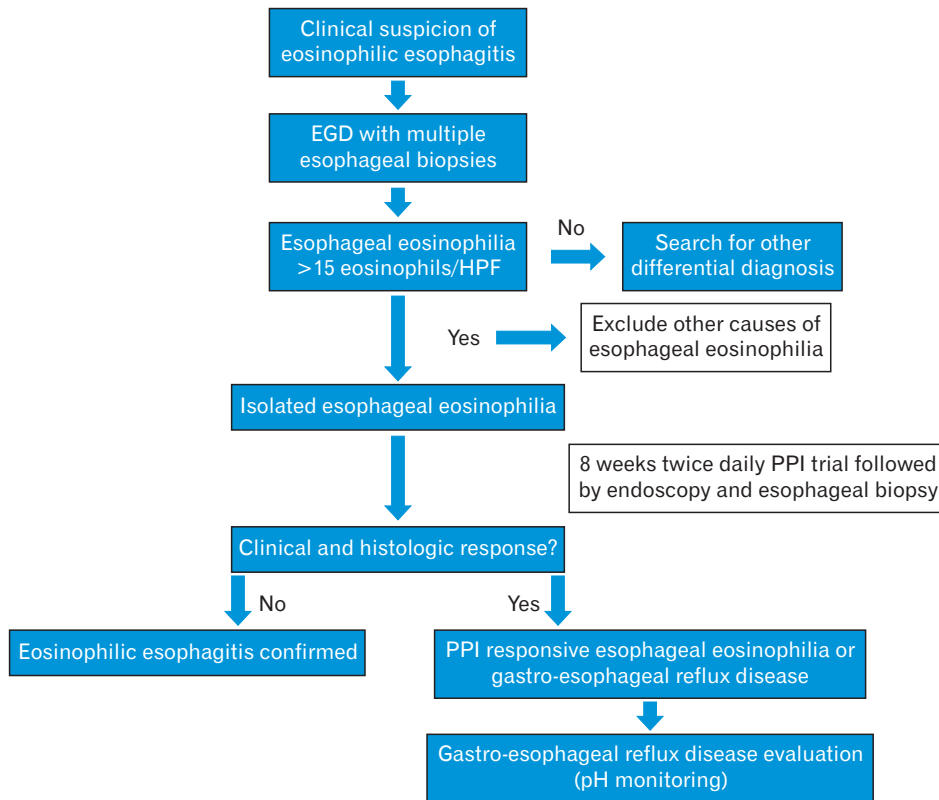 Clinical suspicion of
eosinophilic esophagitis
EGD with multiple
esophageal biopsies
Esophageal eosinophilia
>15 eosinophils/HPF
No
Search for other
differential diagnosis
Yes
Exclude other causes of
esophageal eosinophilia
Isolated esophageal eosinophilia
8 weeks twice daily PPI trial followed
by endoscopy and esophageal biopsy
Clinical and histologic response?
No
Yes
Eosinophilic esophagitis confirmed
PPI responsive esophageal eosinophilia or
gastro-esophageal reflux disease
Gastro-esophageal reflux disease evaluation
(pH monitoring)